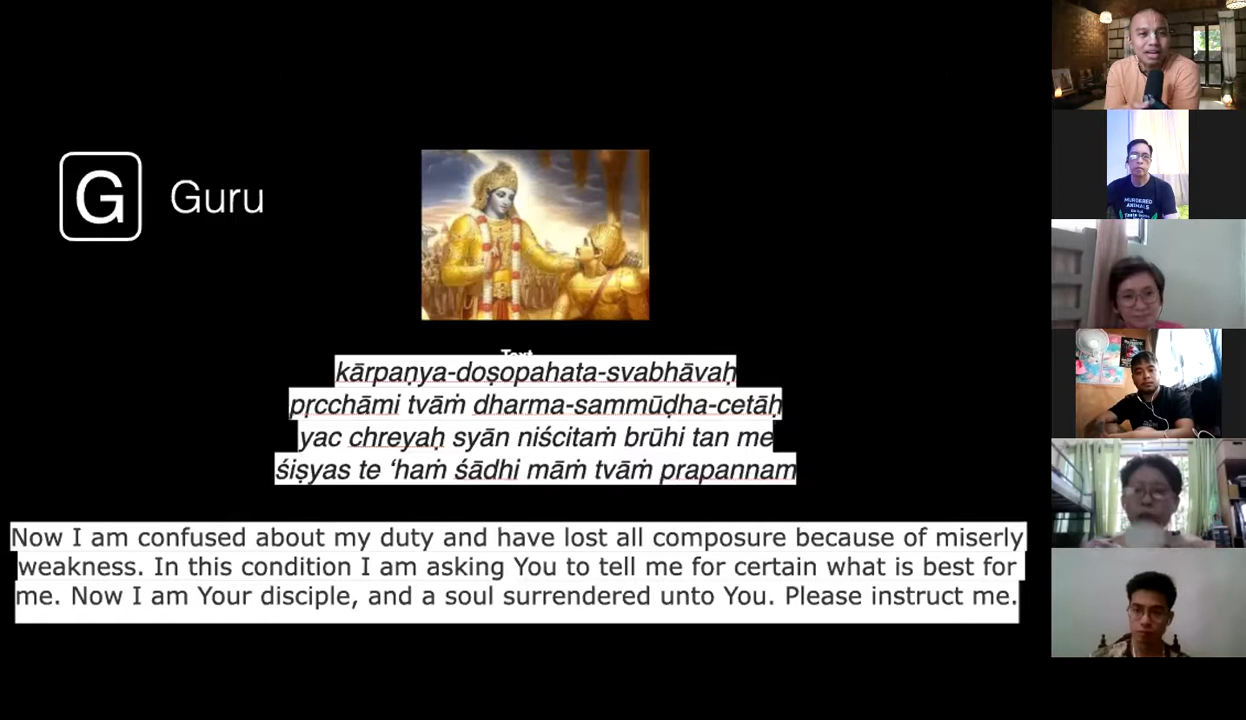 G Guru
Text
kārpaṇya-doṣopahata-svabhāvaḥ
pṛcchāmi tvāṁ dharma-sammūḍha-cetāḥ
yac chreyaḥ syān niścitaṁ brūhi tan me
śiṣyas te ‘haṁ śādhi māṁ tvāṁ prapannam
Now I am confused about my duty and have lost all composure because of miserly
weakness. In this condition I am asking You to tell me for certain what is best for
me. Now I am Your disciple, and a soul surrendered unto You. Please instruct me.
MURDERED
ANIMALS